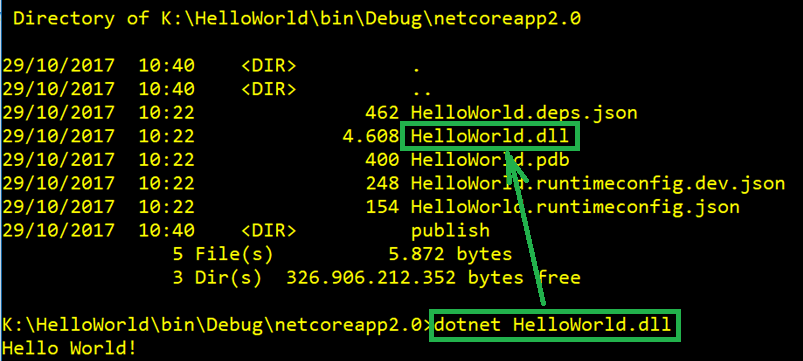 Directory of K:\HelloWorld\bin\Debug\netcoreapp2.0
29/10/2017 10:40 <DIR> .
29/10/2017 10:40 <DIR> ..
29/10/2017 10:22 462 HelloWorld.deps.json
29/10/2017 10:22 4.608 HelloWorld.dll
29/10/2017 10:22 400 HelloWorld.pdb
29/10/2017 10:22 248 HelloWorld.runtimeconfig.dev.json
29/10/2017 10:22 154 HelloWorld.runtimeconfig.json
29/10/2017 10:40 <DIR> publish
5 File(s) 5.872 bytes
3 Dir(s) 326.906.212.352 bytes free
K:\HelloWorld\bin\Debug\netcoreapp2.0>dotnet HelloWorld.dll
Hello World!